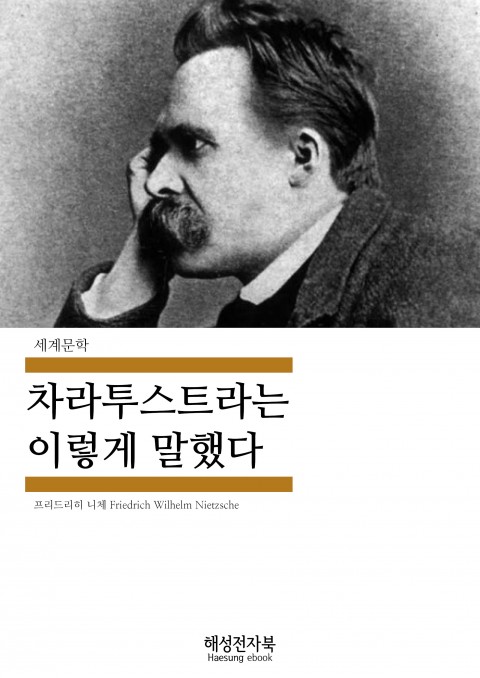 세계문학
차라투스트라는
이렇게 말했다
프리드리히 니체 Friedrich Wilhelm Nietzsche
해성전자북
Haesung ebook